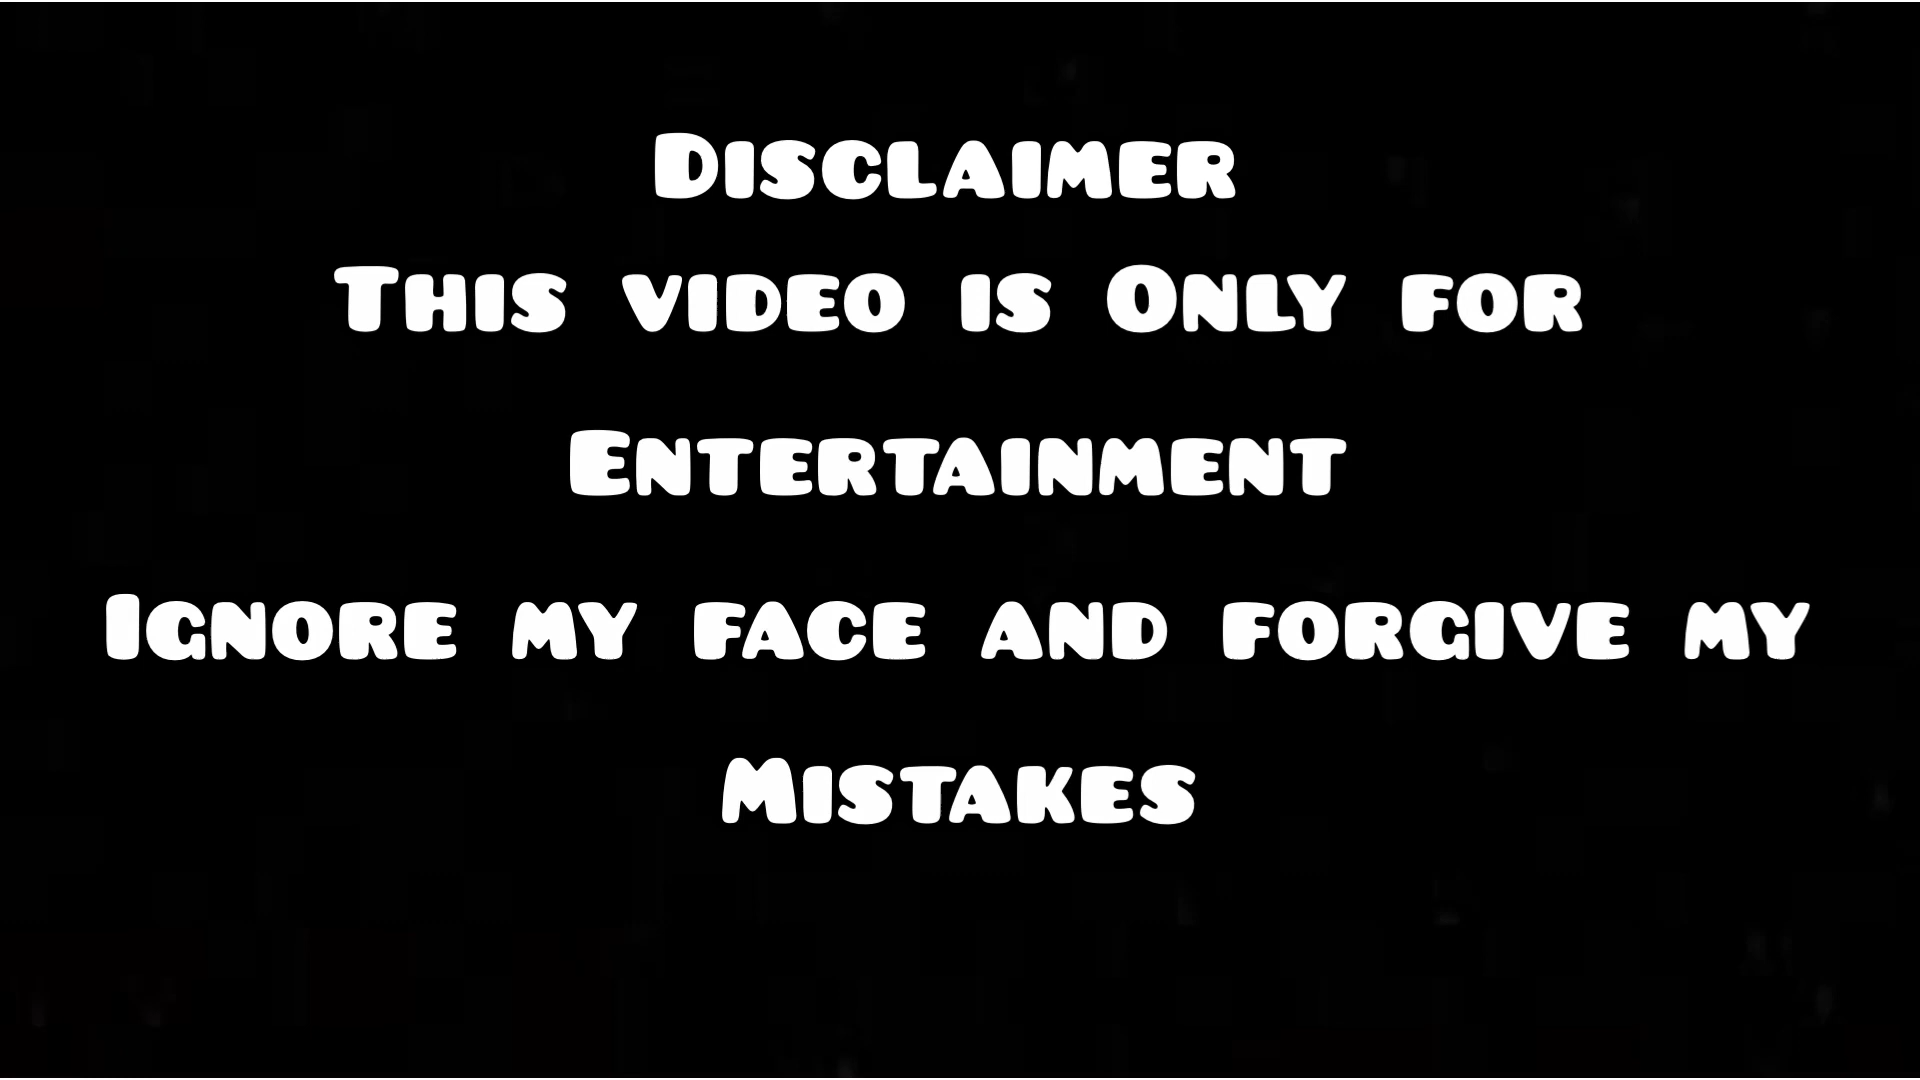 Disclaimer
This video is Only for
Entertainment
Ignore my face and forgive my
Mistakes